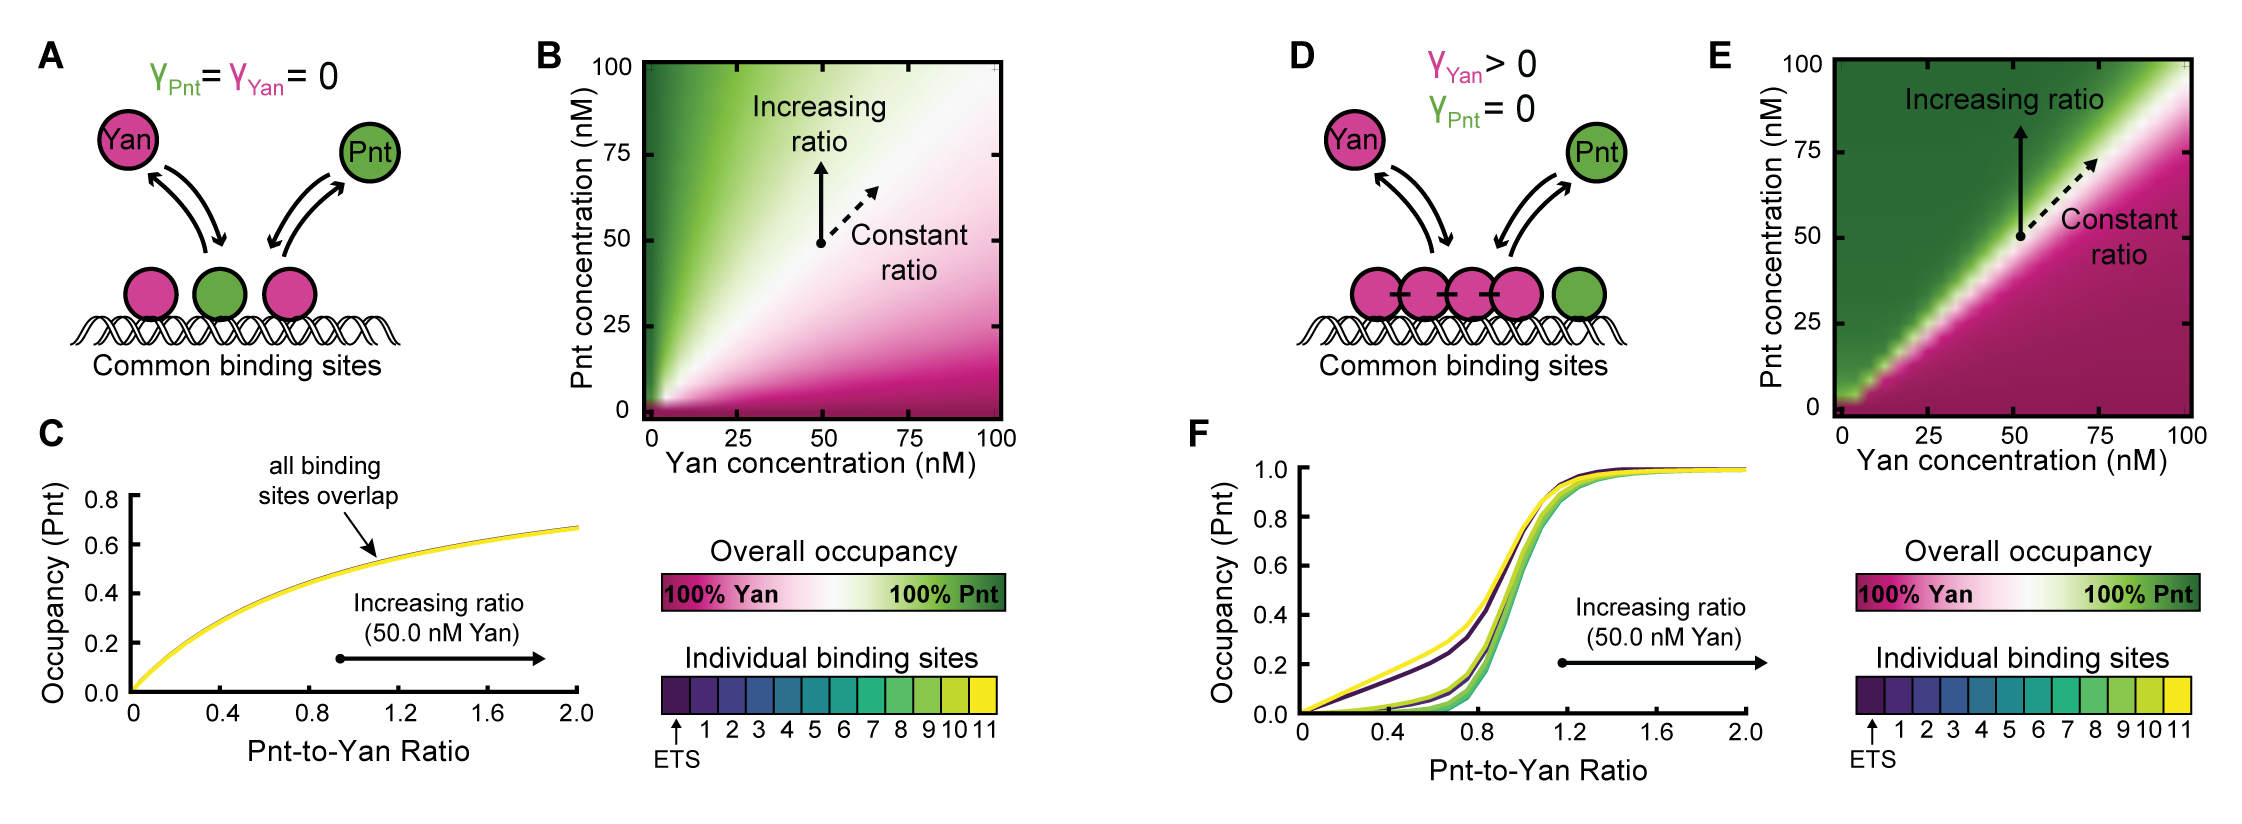 A
γPnt = γYan = 0
Yan
Pnt
Common binding sites
B
Pnt concentration (nM)
100
75
50
25
0
Increasing
ratio
Constant
ratio
0 25 50 75 100
Yan concentration (nM)
C
Occupancy (Pnt)
0.8
0.6
0.4
0.2
0.0
all binding
sites overlap
Increasing ratio
(50.0 nM Yan)
0 0.4 0.8 1.2 1.6 2.0
Pnt-to-Yan Ratio
Overall occupancy
100% Yan 100% Pnt
Individual binding sites
1 2 3 4 5 6 7 8 9 10 11
ETS
D
γYan > 0
γPnt = 0
Yan
Pnt
Common binding sites
E
Pnt concentration (nM)
100
75
50
25
0
Increasing ratio
Constant
ratio
0 25 50 75 100
Yan concentration (nM)
F
Occupancy (Pnt)
1.0
0.8
0.6
0.4
0.2
0.0
Increasing ratio
(50.0 nM Yan)
0 0.4 0.8 1.2 1.6 2.0
Pnt-to-Yan Ratio
Overall occupancy
100% Yan 100% Pnt
Individual binding sites
1 2 3 4 5 6 7 8 9 10 11
ETS